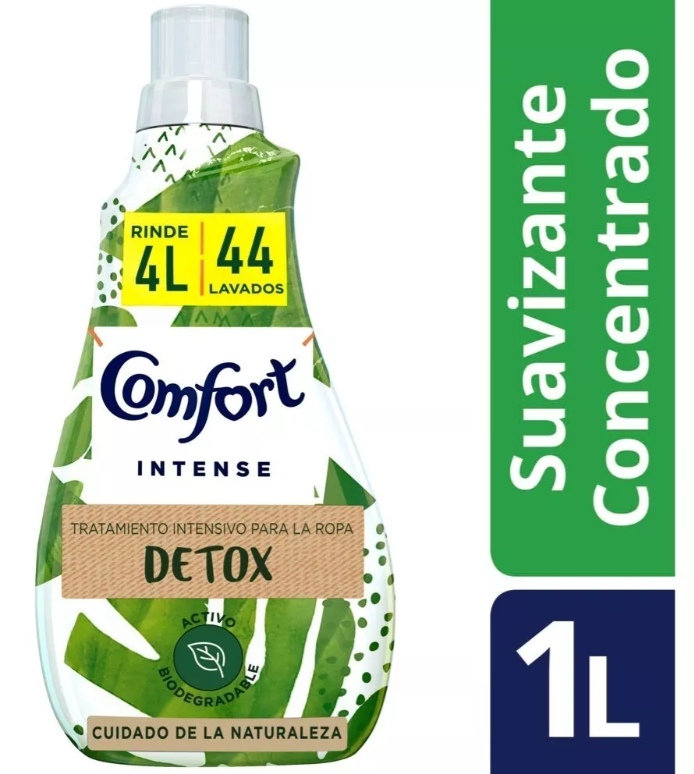 RINDE
4L
44
LAVADOS
Comfort
INTENSE
TRATAMIENTO INTENSIVO PARA LA ROPA
DETOX
ACTIVO
BIODEGRADABLE
CUIDADO DE LA NATURALEZA
Suavizante
Concentrado
1L